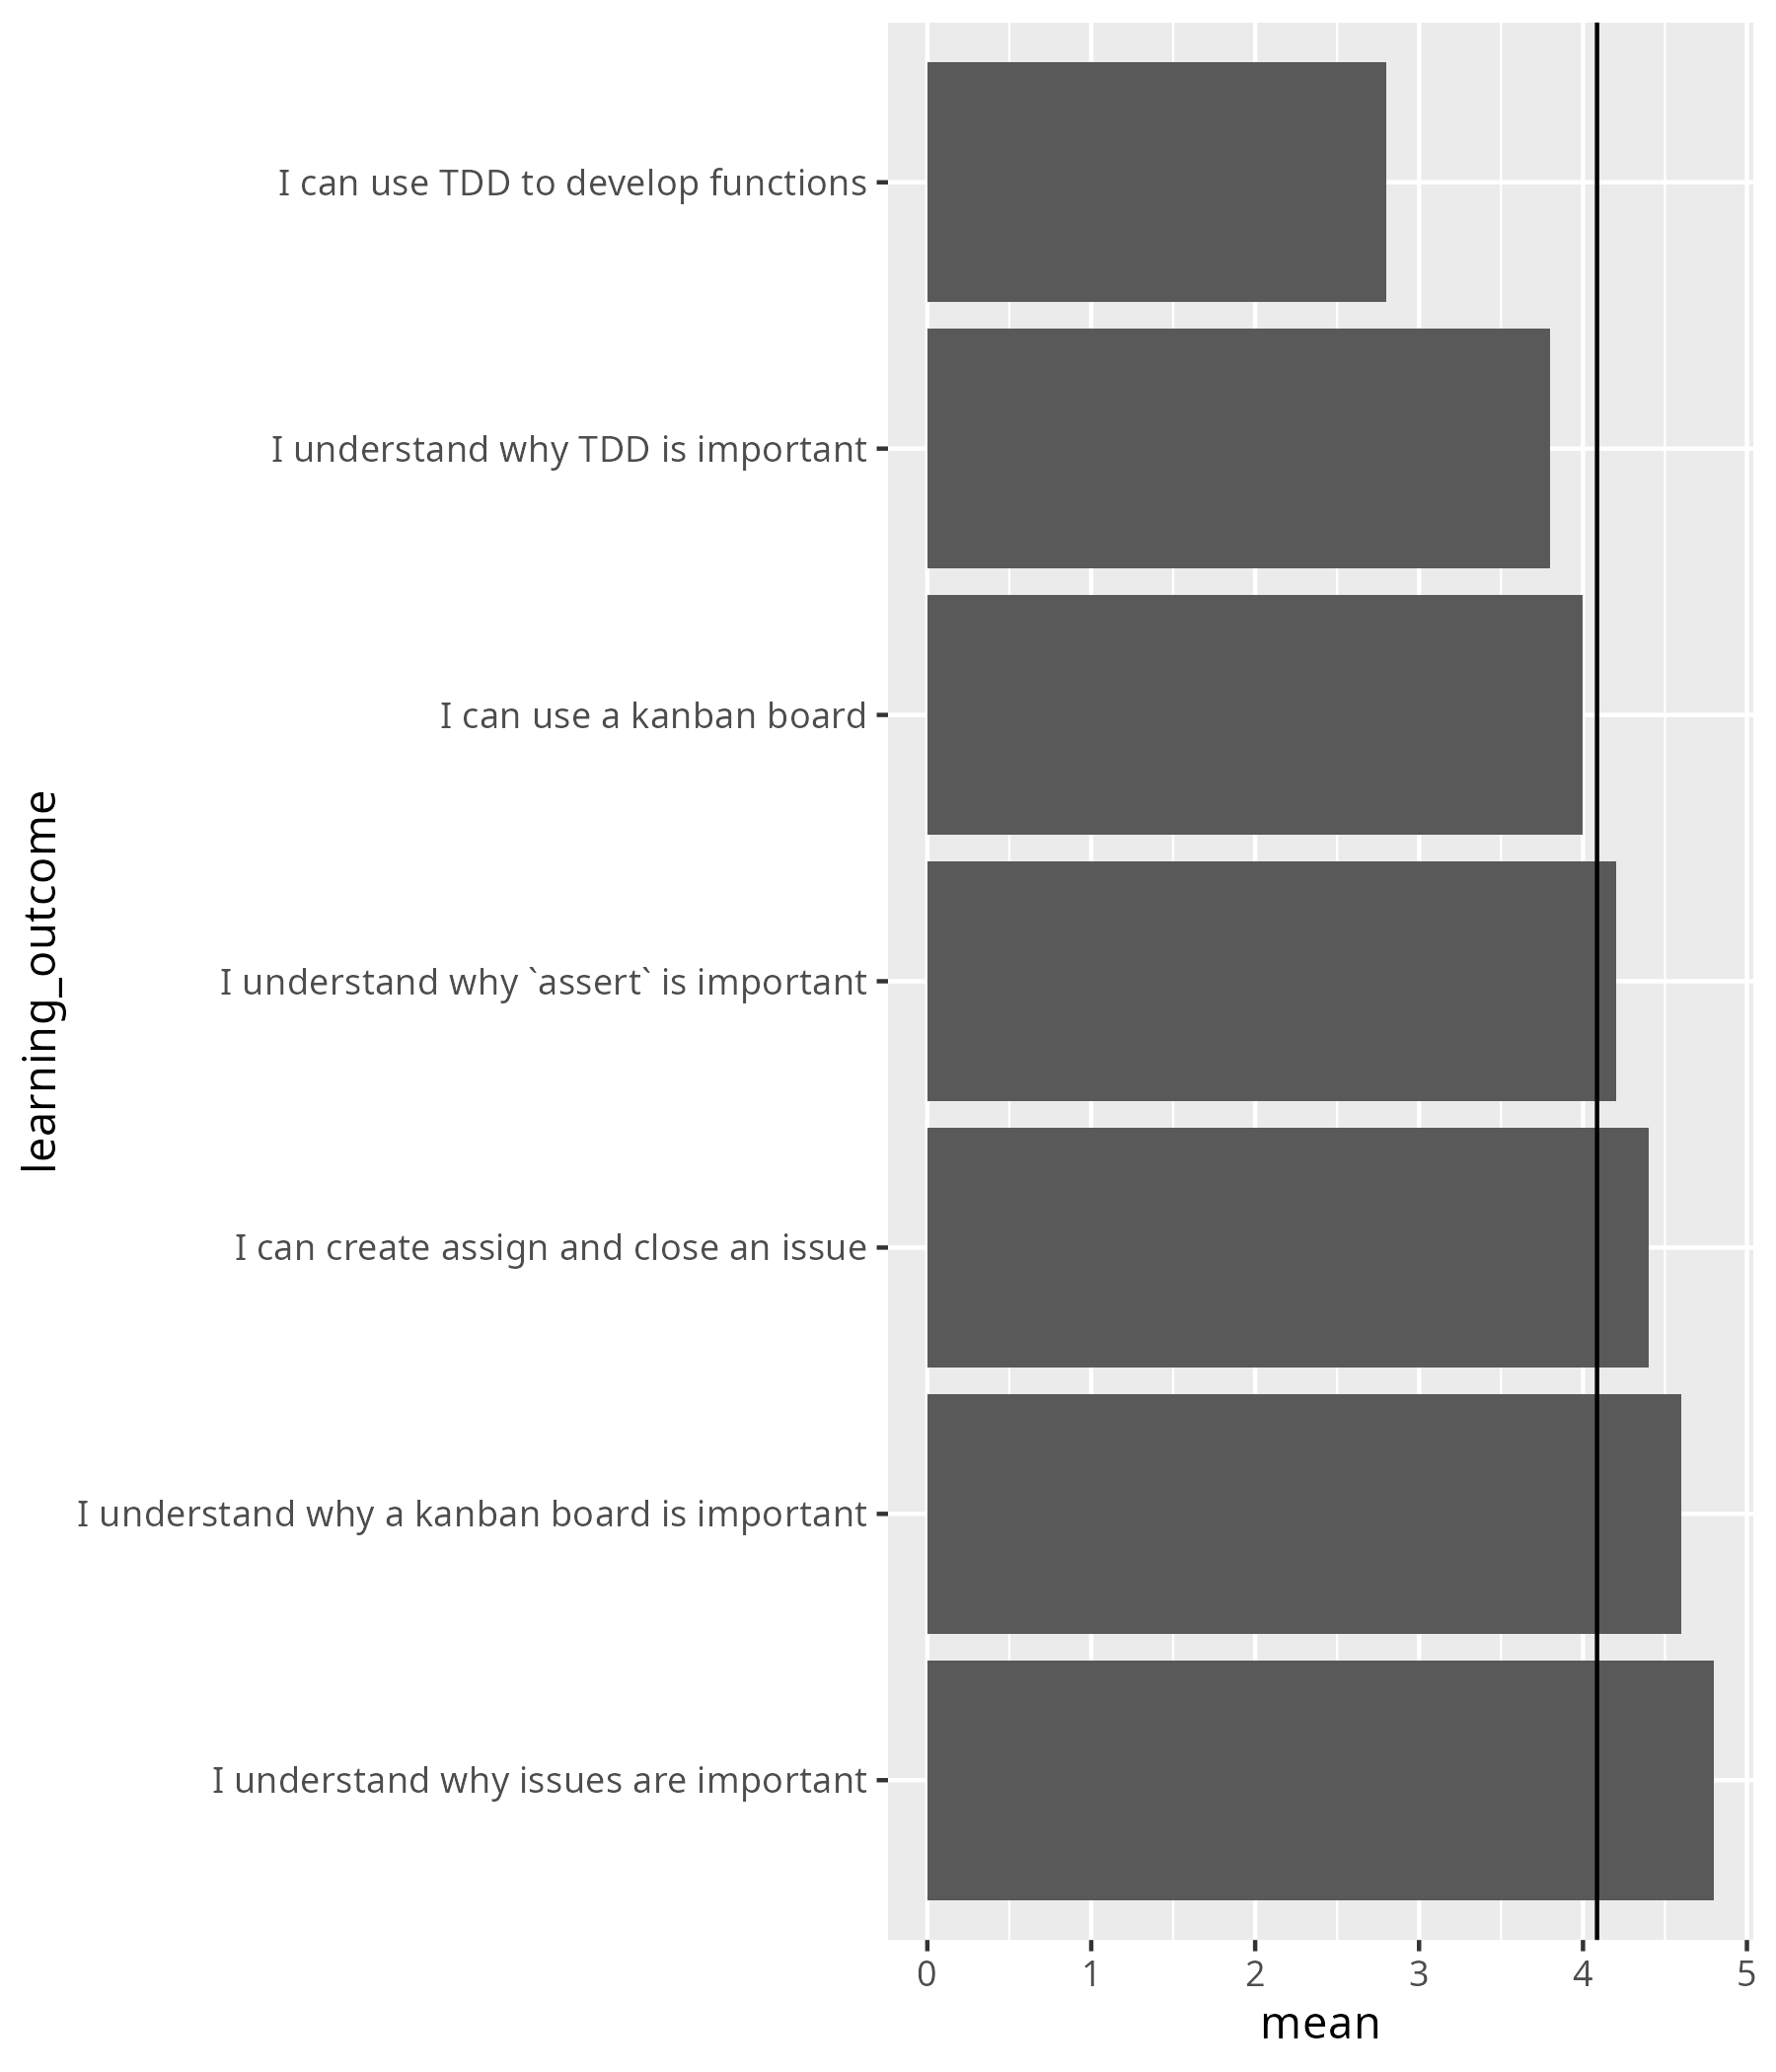 I can use TDD to develop functions
I understand why TDD is important
I can use a kanban board
I understand why `assert` is important
I can create assign and close an issue
I understand why a kanban board is important
I understand why issues are important
learning_outcome
0 1 2 3 4 5
mean